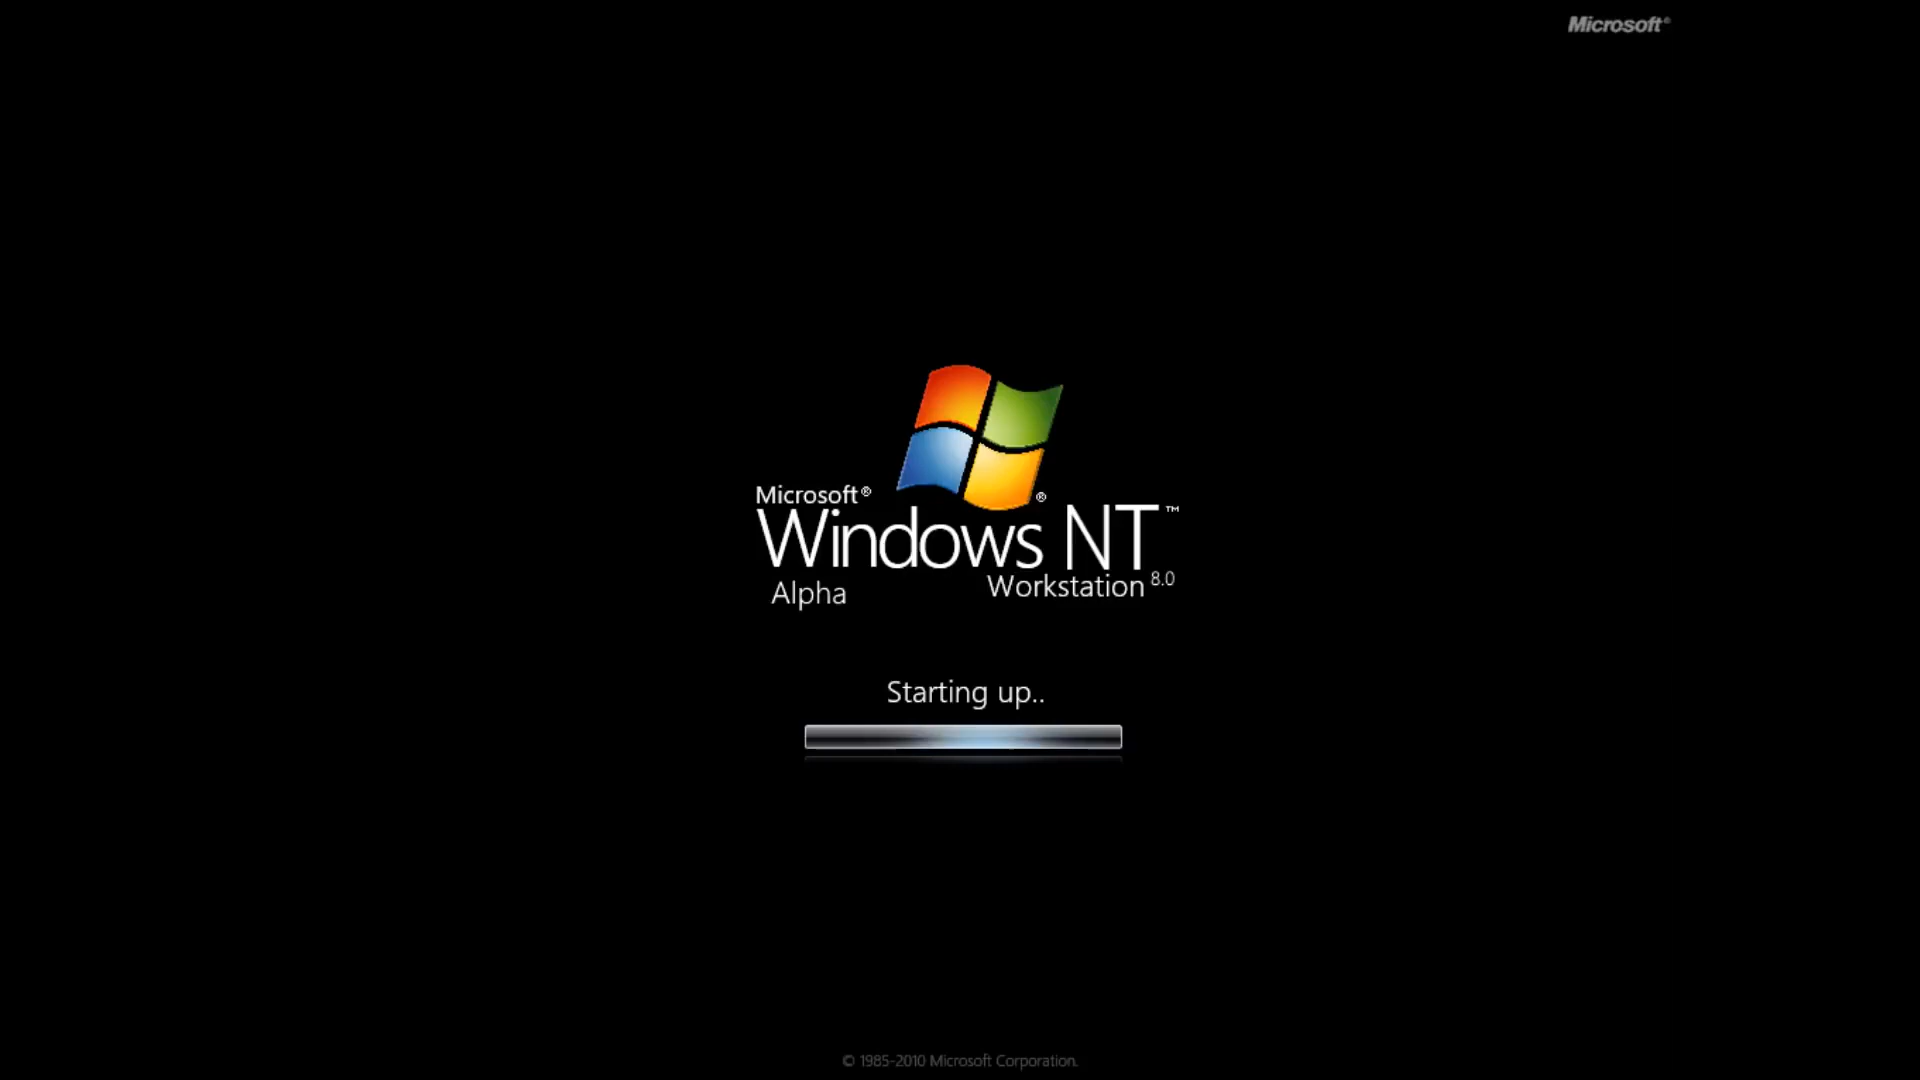 Microsoft®
Microsoft® ®
Windows NT™
Alpha Workstation 8.0
Starting up..
© 1985-2010 Microsoft Corporation.